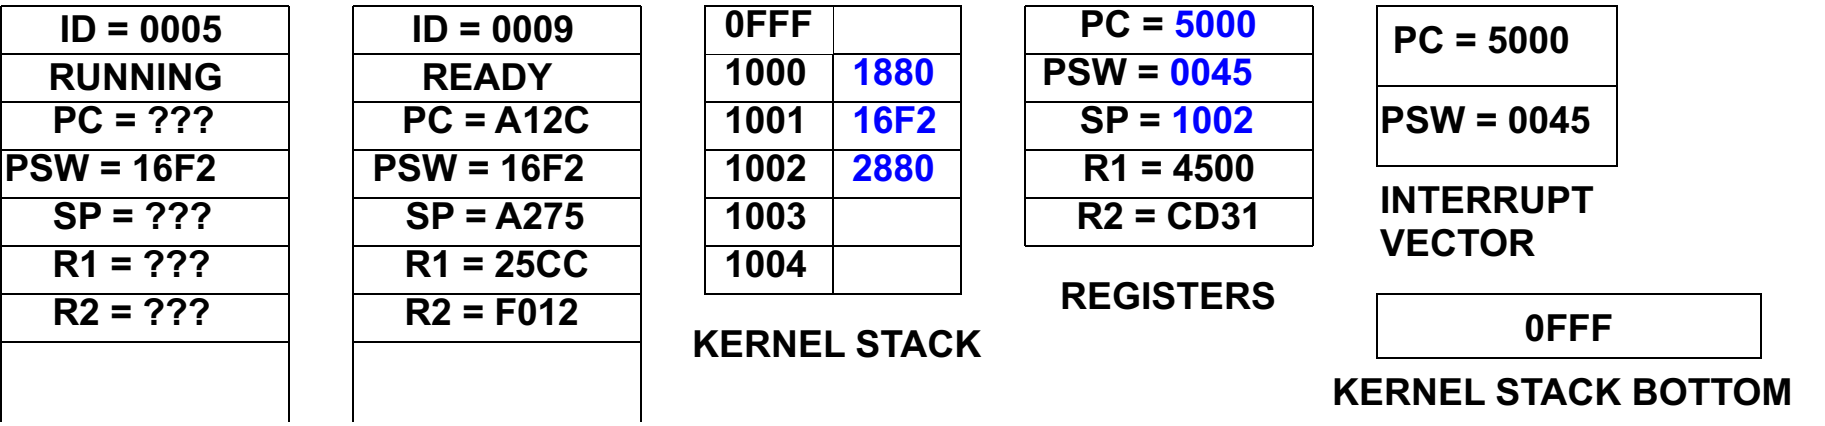 ID = 0005
RUNNING
PC = ???
PSW = 16F2
SP = ???
R1 = ???
R2 = ???
ID = 0009
READY
PC = A12C
PSW = 16F2
SP = A275
R1 = 25CC
R2 = F012
0FFF
1000 1880
1001 16F2
1002 2880
1003
1004
KERNEL STACK
PC = 5000
PSW = 0045
SP = 1002
R1 = 4500
R2 = CD31
REGISTERS
PC = 5000
PSW = 0045
INTERRUPT
VECTOR
0FFF
KERNEL STACK BOTTOM